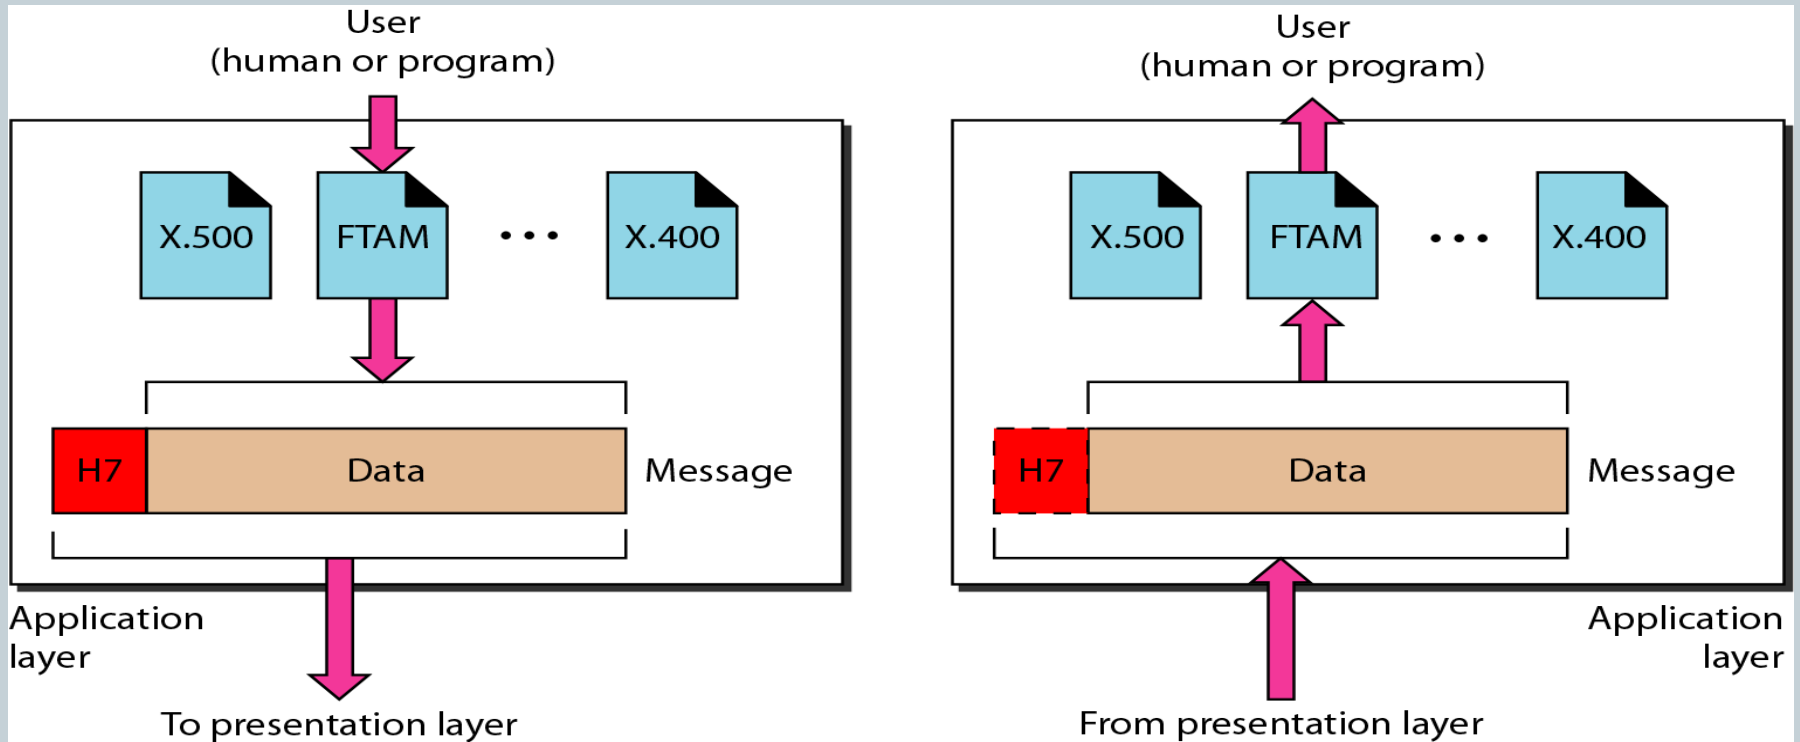 User
(human or program)
X.500
FTAM
...
X.400
H7
Data
Message
Application
layer
To presentation layer
User
(human or program)
X.500
FTAM
...
X.400
H7
Data
Message
Application
layer
From presentation layer